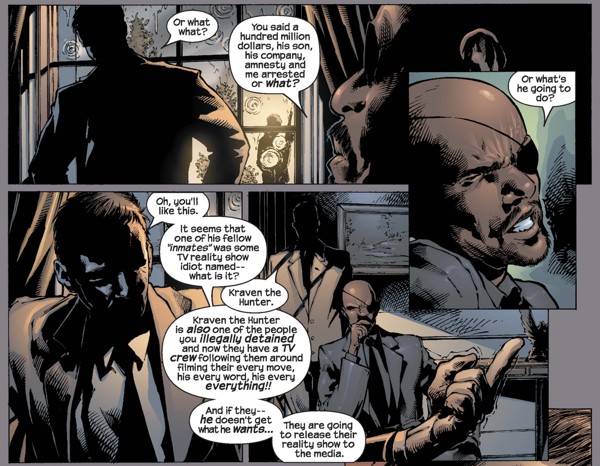 Or what
what?
You said a
hundred million
dollars, his son,
his company,
amnesty and
me arrested
or what?
Or what's
he going to
do?
Oh, you'll
like this.
It seems that
one of his fellow
"inmates" was some
TV reality show
idiot named--
what is it?
Kraven the
Hunter.
Kraven the Hunter
is also one of the people
you illegally detained
and now they have a TV
crew following them around
filming their every move,
his every word, his every
everything!!
And if they--
he doesn't get
what he wants...
They are going
to release their
reality show to
the media.